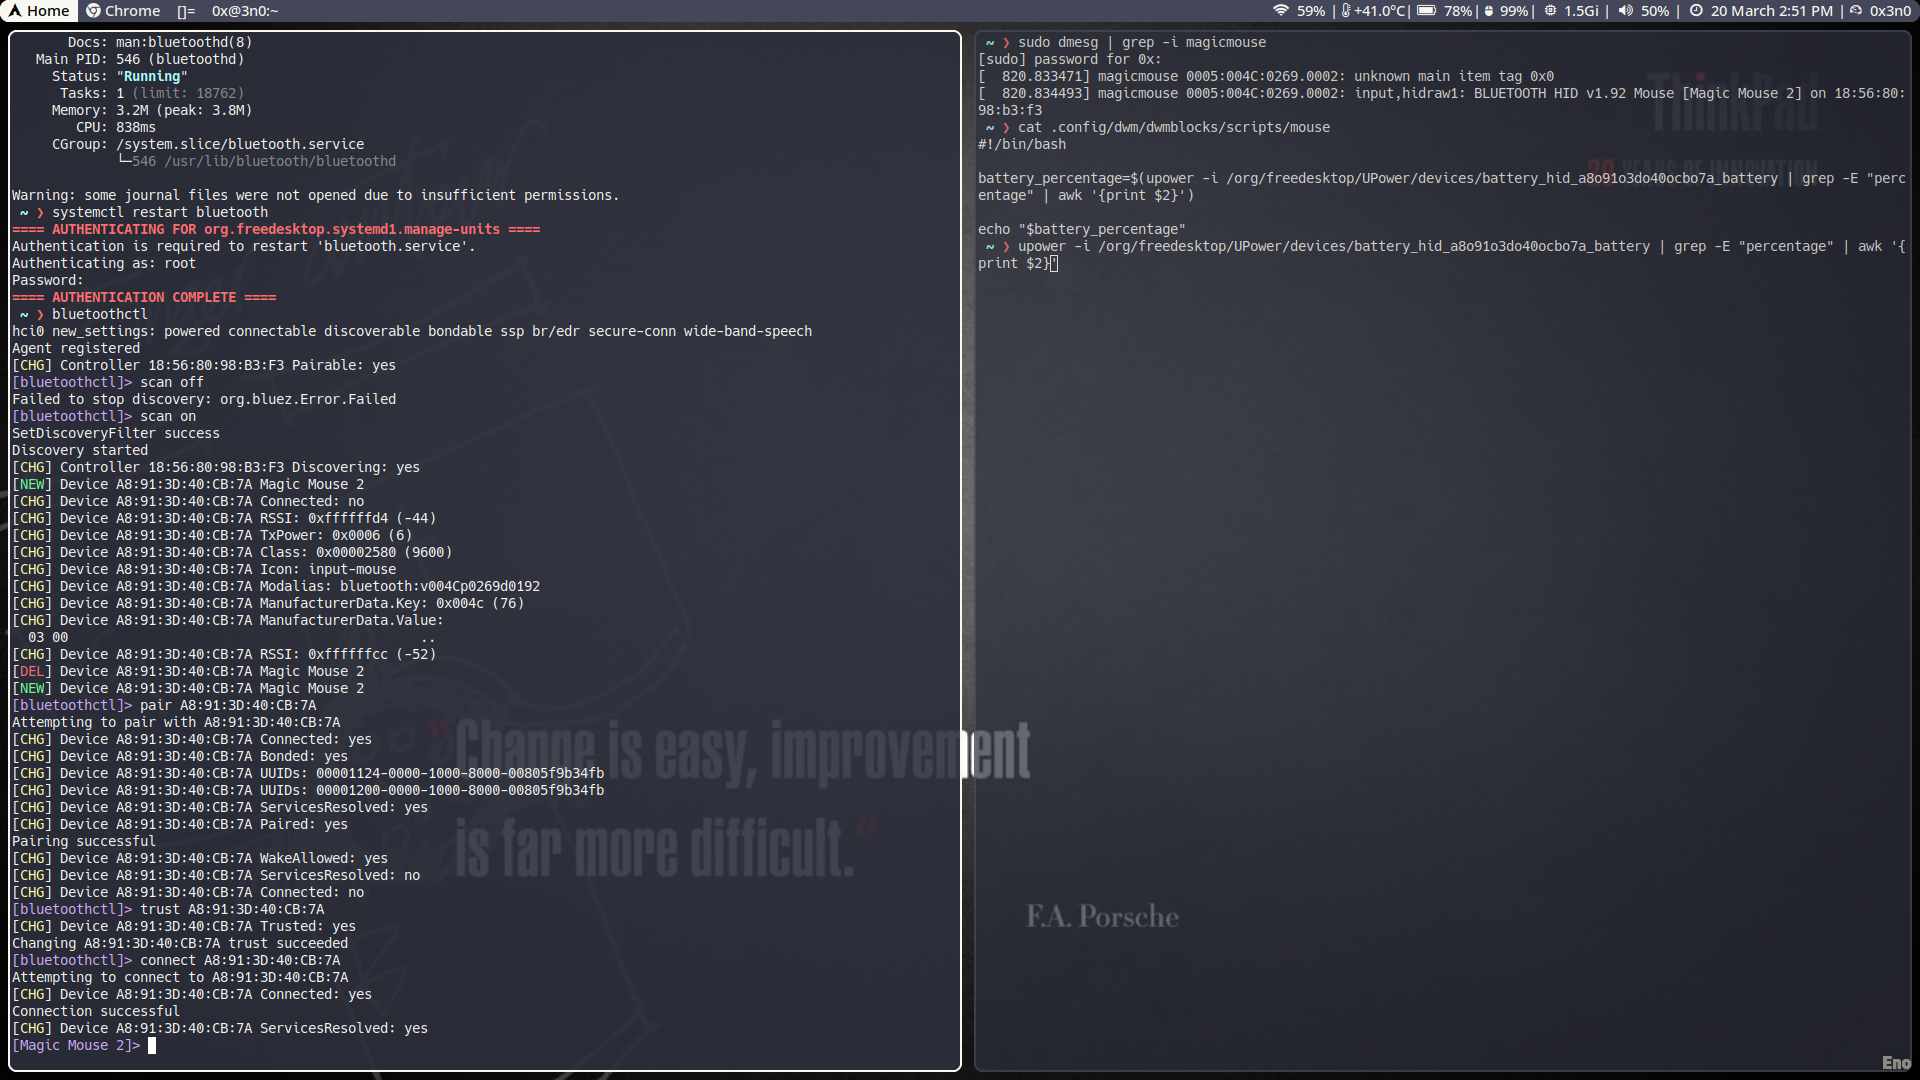 Home Chrome []= 0x@3n0:~ 59% | +41.0°C| 78%| 99%| 1.5Gi | 50% | 20 March 2:51 PM | 0x3n0
Docs: man:bluetoothd(8)
Main PID: 546 (bluetoothd)
Status: "Running"
Tasks: 1 (limit: 18762)
Memory: 3.2M (peak: 3.8M)
CPU: 838ms
CGroup: /system.slice/bluetooth.service
└─546 /usr/lib/bluetooth/bluetoothd
Warning: some journal files were not opened due to insufficient permissions.
~ ❯ systemctl restart bluetooth
==== AUTHENTICATING FOR org.freedesktop.systemd1.manage-units ====
Authentication is required to restart 'bluetooth.service'.
Authenticating as: root
Password:
==== AUTHENTICATION COMPLETE ====
~ ❯ bluetoothctl
hci0 new_settings: powered connectable discoverable bondable ssp br/edr secure-conn wide-band-speech
Agent registered
[CHG] Controller 18:56:80:98:B3:F3 Pairable: yes
[bluetoothctl]> scan off
Failed to stop discovery: org.bluez.Error.Failed
[bluetoothctl]> scan on
SetDiscoveryFilter success
Discovery started
[CHG] Controller 18:56:80:98:B3:F3 Discovering: yes
[NEW] Device A8:91:3D:40:CB:7A Magic Mouse 2
[CHG] Device A8:91:3D:40:CB:7A Connected: no
[CHG] Device A8:91:3D:40:CB:7A RSSI: 0xffffffd4 (-44)
[CHG] Device A8:91:3D:40:CB:7A TxPower: 0x0006 (6)
[CHG] Device A8:91:3D:40:CB:7A Class: 0x00002580 (9600)
[CHG] Device A8:91:3D:40:CB:7A Icon: input-mouse
[CHG] Device A8:91:3D:40:CB:7A Modalias: bluetooth:v004Cp0269d0192
[CHG] Device A8:91:3D:40:CB:7A ManufacturerData.Key: 0x004c (76)
[CHG] Device A8:91:3D:40:CB:7A ManufacturerData.Value:
03 00 ..
[CHG] Device A8:91:3D:40:CB:7A RSSI: 0xffffffcc (-52)
[DEL] Device A8:91:3D:40:CB:7A Magic Mouse 2
[NEW] Device A8:91:3D:40:CB:7A Magic Mouse 2
[bluetoothctl]> pair A8:91:3D:40:CB:7A
Attempting to pair with A8:91:3D:40:CB:7A
[CHG] Device A8:91:3D:40:CB:7A Connected: yes
[CHG] Device A8:91:3D:40:CB:7A Bonded: yes
[CHG] Device A8:91:3D:40:CB:7A UUIDs: 00001124-0000-1000-8000-00805f9b34fb
[CHG] Device A8:91:3D:40:CB:7A UUIDs: 00001200-0000-1000-8000-00805f9b34fb
[CHG] Device A8:91:3D:40:CB:7A ServicesResolved: yes
[CHG] Device A8:91:3D:40:CB:7A Paired: yes
Pairing successful
[CHG] Device A8:91:3D:40:CB:7A WakeAllowed: yes
[CHG] Device A8:91:3D:40:CB:7A ServicesResolved: no
[CHG] Device A8:91:3D:40:CB:7A Connected: no
[bluetoothctl]> trust A8:91:3D:40:CB:7A
[CHG] Device A8:91:3D:40:CB:7A Trusted: yes
Changing A8:91:3D:40:CB:7A trust succeeded
[bluetoothctl]> connect A8:91:3D:40:CB:7A
Attempting to connect to A8:91:3D:40:CB:7A
[CHG] Device A8:91:3D:40:CB:7A Connected: yes
Connection successful
[CHG] Device A8:91:3D:40:CB:7A ServicesResolved: yes
[Magic Mouse 2]>
~ ❯ sudo dmesg | grep -i magicmouse
[sudo] password for 0x:
[  820.833471] magicmouse 0005:004C:0269.0002: unknown main item tag 0x0
[  820.834493] magicmouse 0005:004C:0269.0002: input,hidraw1: BLUETOOTH HID v1.92 Mouse [Magic Mouse 2] on 18:56:80:
98:b3:f3
~ ❯ cat .config/dwm/dwmblocks/scripts/mouse
#!/bin/bash
battery_percentage=$(upower -i /org/freedesktop/UPower/devices/battery_hid_a8o91o3do40ocbo7a_battery | grep -E "perc
entage" | awk '{print $2}')
echo "$battery_percentage"
~ ❯ upower -i /org/freedesktop/UPower/devices/battery_hid_a8o91o3do40ocbo7a_battery | grep -E "percentage" | awk '{
print $2}'
ThinkPad
YEARS OF INNOVATION
"Change is easy, improvement
is far more difficult."
F.A. Porsche
Eno